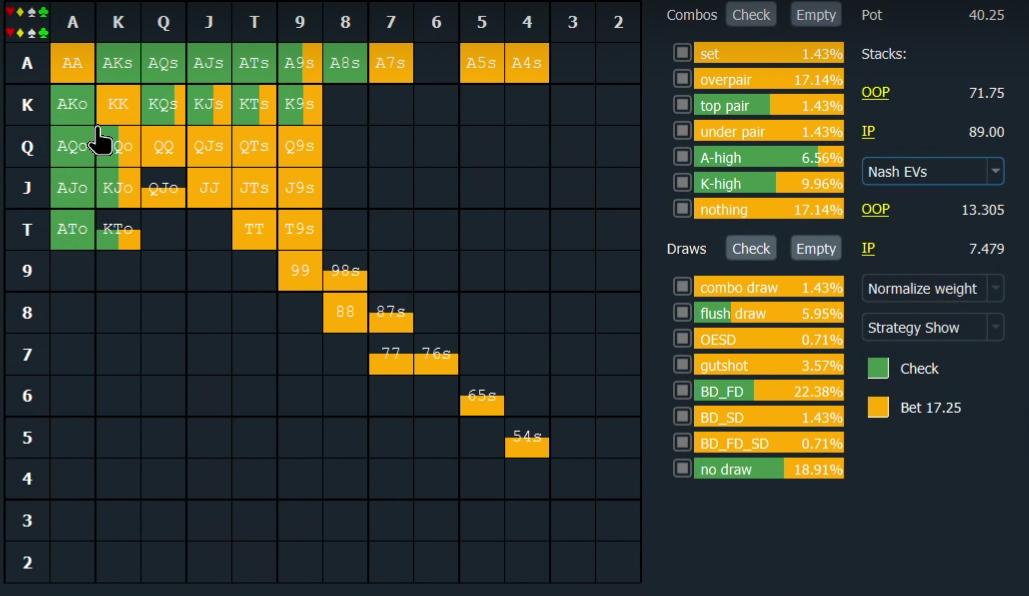 ♥♦♠♣ A K Q J T 9 8 7 6 5 4 3 2
♥♦♠♣
A AA AKs AQs AJs ATs A9s A8s A7s A5s A4s
K AKo KK KQs KJs KTs K9s
Q AQo QQ QJs QTs Q9s
J AJo KJo QJo JJ JTs J9s
T ATo KTo TT T9s
9 99 98s
8 88 87s
7 77 76s
6 65s
5 54s
4
3
2
Combos Check Empty
set 1.43%
overpair 17.14%
top pair 1.43%
under pair 1.43%
A-high 6.56%
K-high 9.96%
nothing 17.14%
Draws Check Empty
combo draw 1.43%
flush draw 5.95%
OESD 0.71%
gutshot 3.57%
BD_FD 22.38%
BD_SD 1.43%
BD_FD_SD 0.71%
no draw 18.91%
Pot 40.25
Stacks:
OOP 71.75
IP 89.00
Nash EVs
OOP 13.305
IP 7.479
Normalize weight
Strategy Show
Check
Bet 17.25